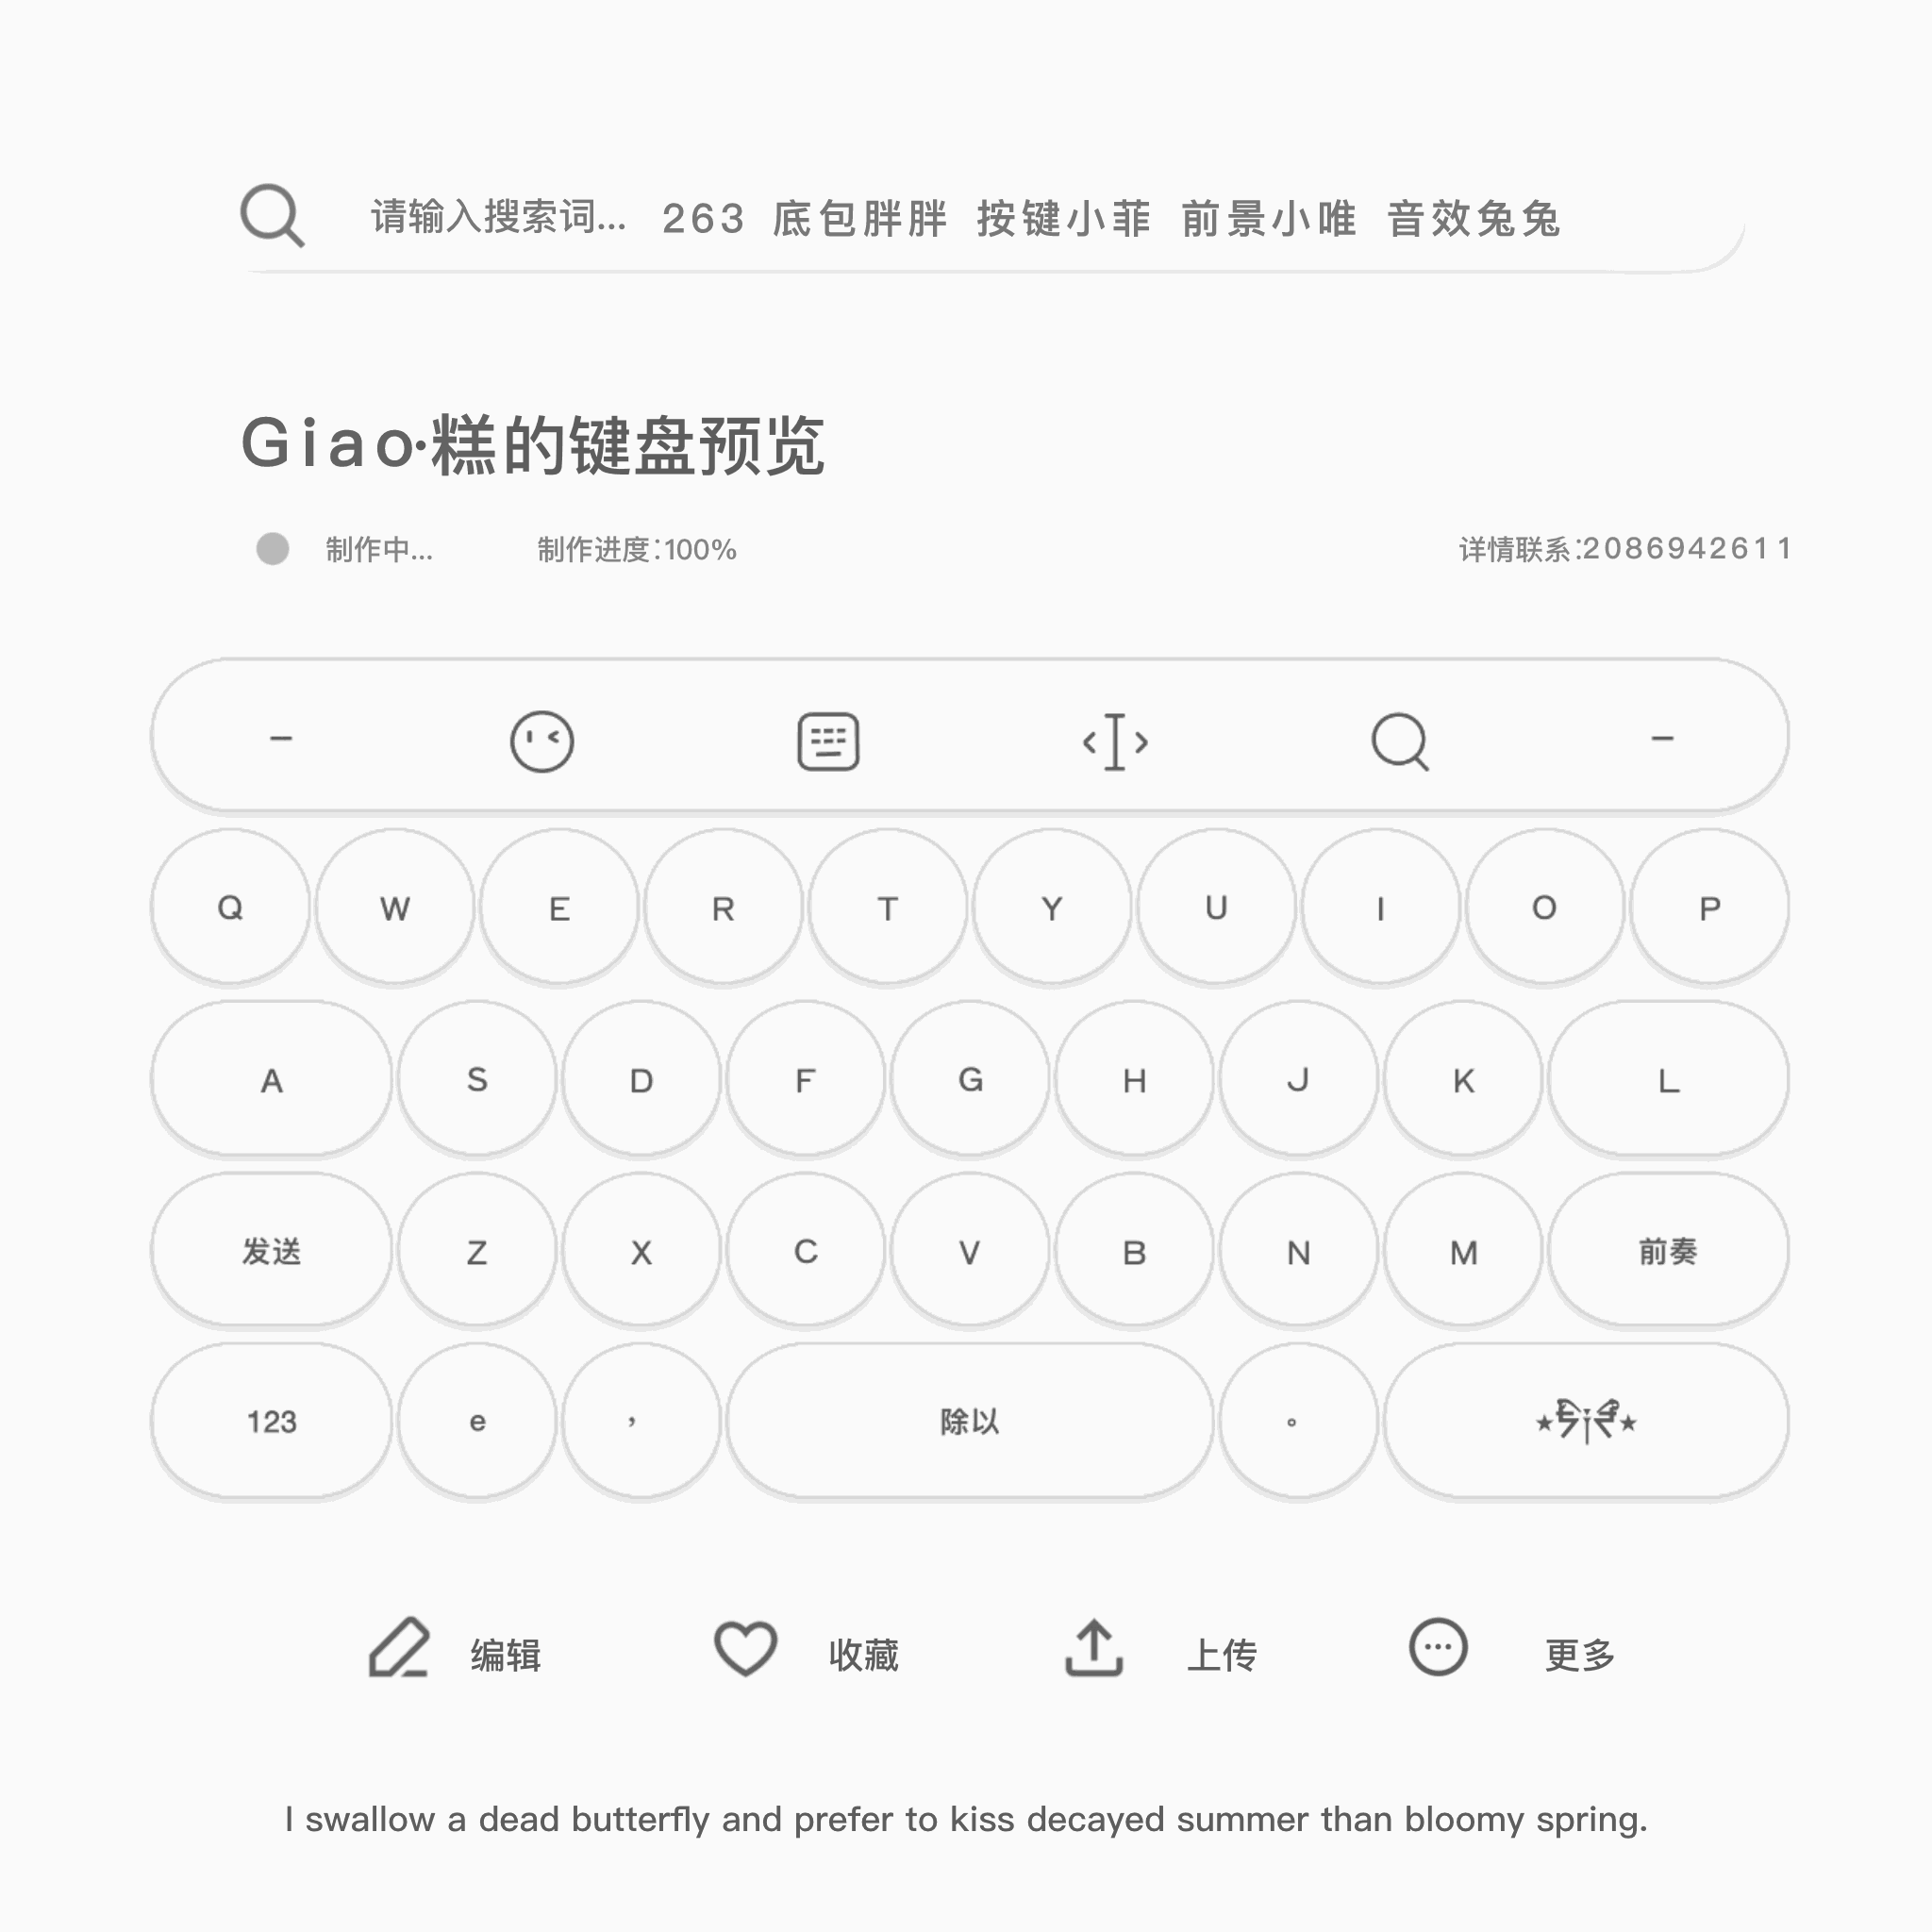 请输入搜索词... 263 底包胖胖 按键小菲 前景小唯 音效兔兔
Giao·糕的键盘预览
制作中... 制作进度:100% 详情联系:2086942611
Q W E R T Y U I O P
A S D F G H J K L
发送 Z X C V B N M 前奏
123 e , 除以 。
编辑 收藏 上传 更多
I swallow a dead butterfly and prefer to kiss decayed summer than bloomy spring.